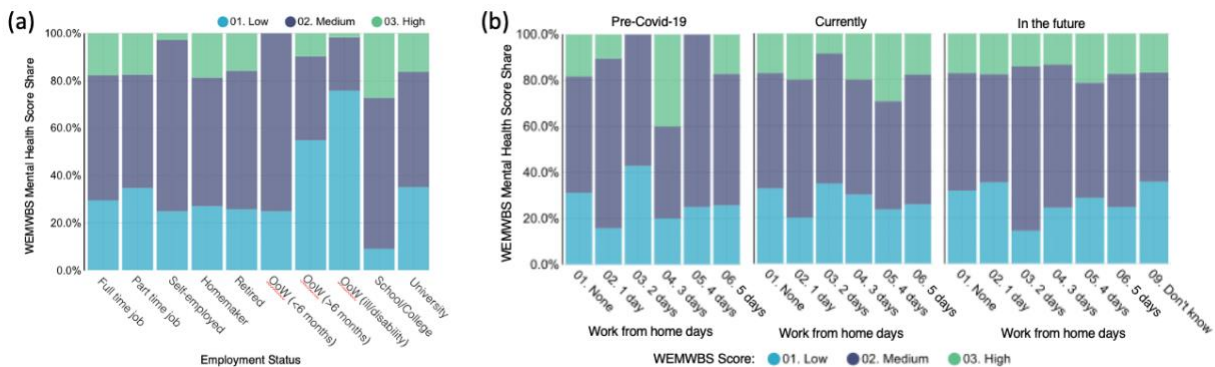 (a)
01. Low 02. Medium 03. High
WEMWBS Mental Health Score Share
100.0%
80.0%
60.0%
40.0%
20.0%
0.0%
Full time job
Part time job
Self-employed
Homemaker
Retired
OoW (<6 months)
OoW (>6 months)
OoW (ill/disability)
School/College
University
Employment Status
(b)
Pre-Covid-19 Currently In the future
WEMWBS Mental Health Score Share
100.0%
80.0%
60.0%
40.0%
20.0%
0.0%
01. None
02. 1 day
03. 2 days
04. 3 days
05. 4 days
06. 5 days
01. None
02. 1 day
03. 2 days
04. 3 days
05. 4 days
06. 5 days
01. None
02. 1 day
03. 2 days
04. 3 days
05. 4 days
06. 5 days
09. Don't know
Work from home days Work from home days Work from home days
WEMWBS Score: 01. Low 02. Medium 03. High